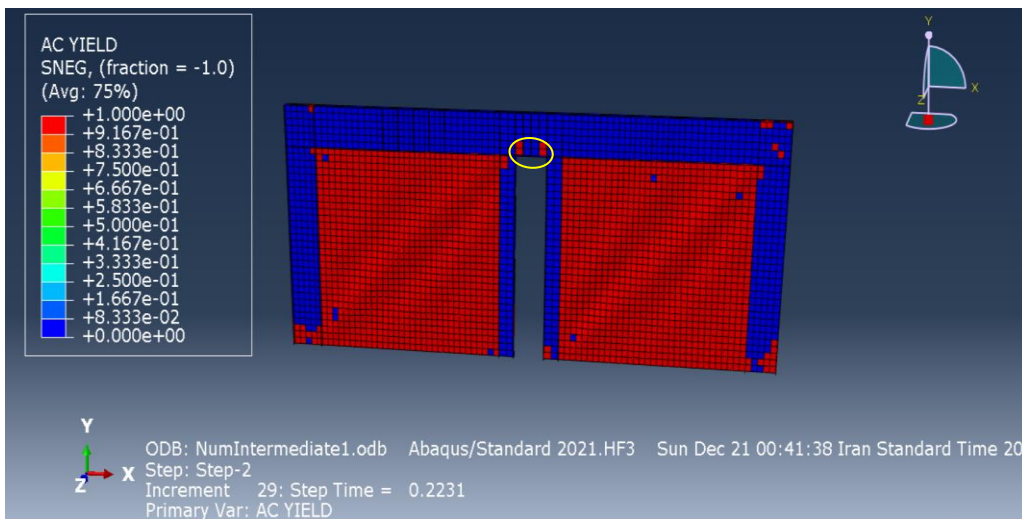 AC YIELD
SNEG, (fraction = -1.0)
(Avg: 75%)
+1.000e+00
+9.167e-01
+8.333e-01
+7.500e-01
+6.667e-01
+5.833e-01
+5.000e-01
+4.167e-01
+3.333e-01
+2.500e-01
+1.667e-01
+8.333e-02
+0.000e+00
Y
X
Z
Y
X
Z
ODB: NumIntermediate1.odb Abaqus/Standard 2021.HF3 Sun Dec 21 00:41:38 Iran Standard Time 20
Step: Step-2
Increment 29: Step Time = 0.2231
Primary Var: AC YIELD